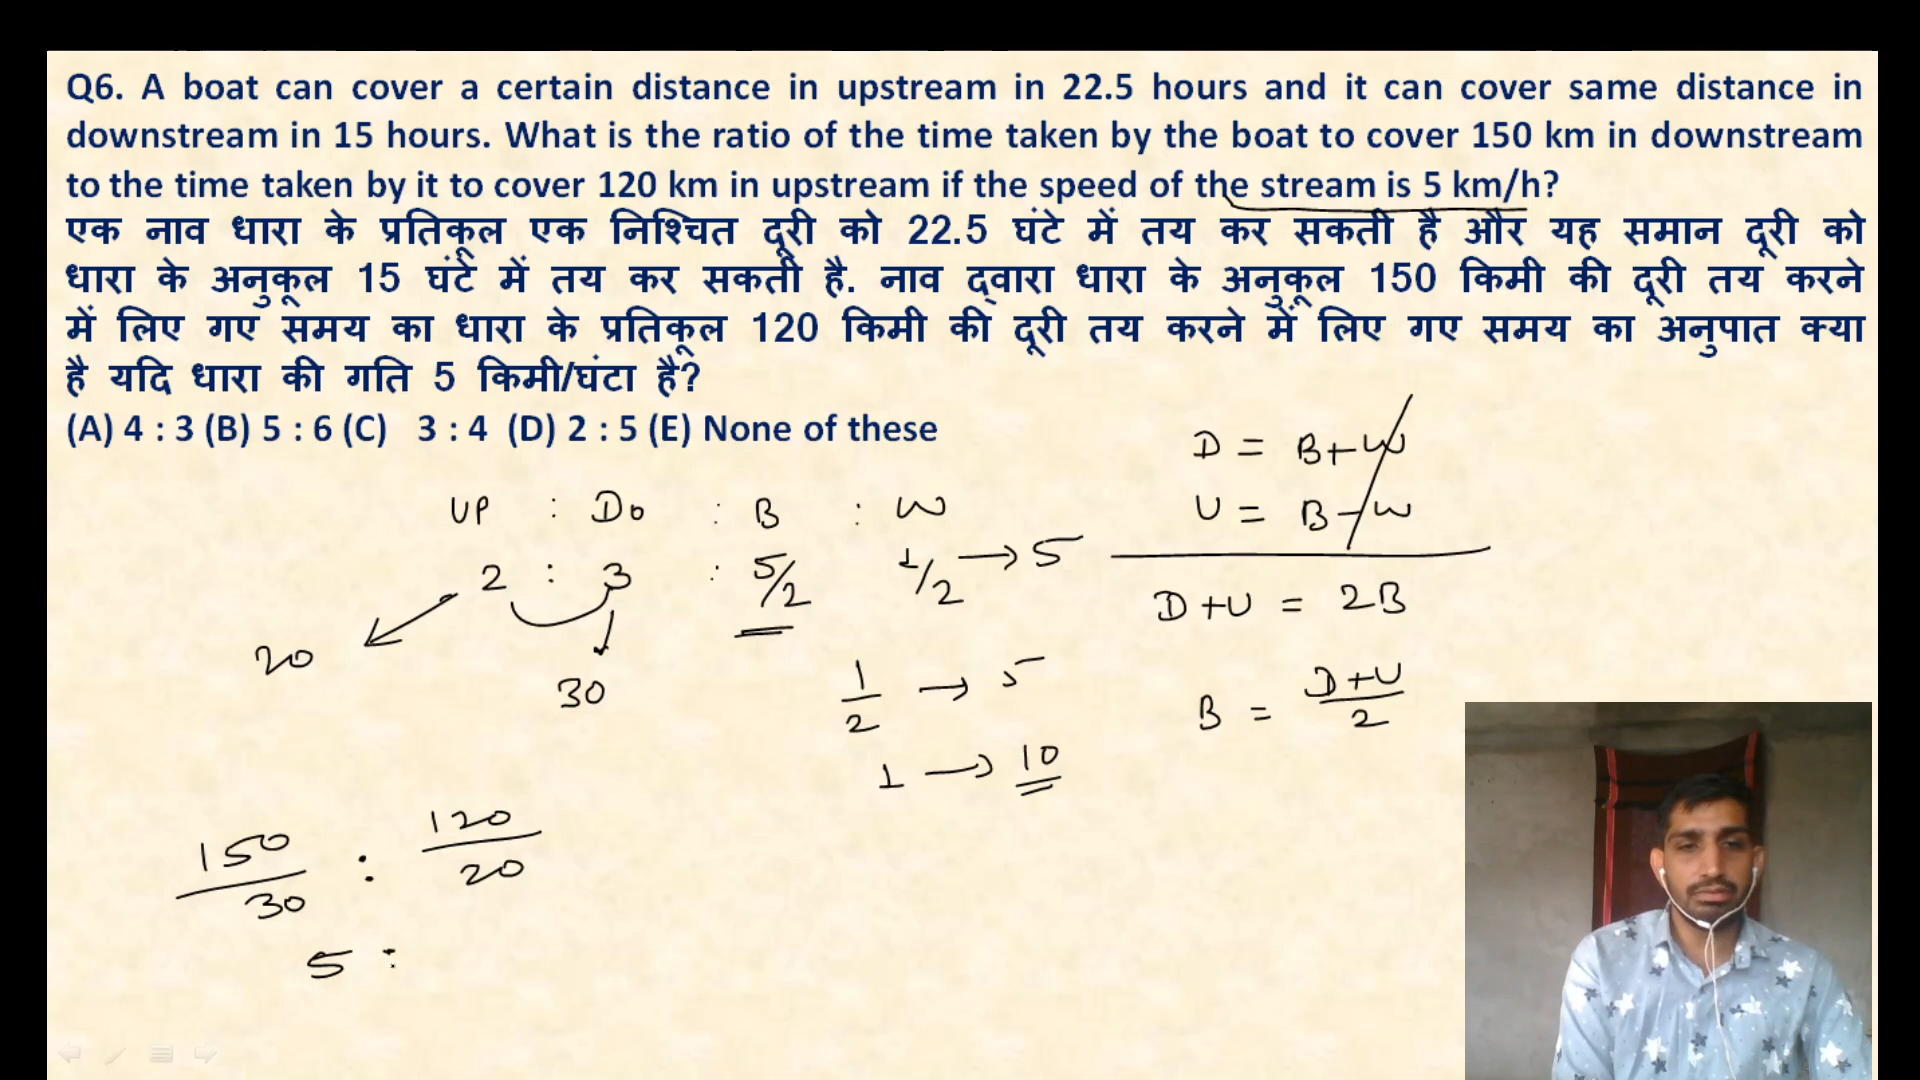 Q6. A boat can cover a certain distance in upstream in 22.5 hours and it can cover same distance in
downstream in 15 hours. What is the ratio of the time taken by the boat to cover 150 km in downstream
to the time taken by it to cover 120 km in upstream if the speed of the stream is 5 km/h?
एक नाव धारा के प्रतिकूल एक निश्चित दूरी को 22.5 घंटे में तय कर सकती है और यह समान दूरी को
धारा के अनुकूल 15 घंटे में तय कर सकती है. नाव द्वारा धारा के अनुकूल 150 किमी की दूरी तय करने
में लिए गए समय का धारा के प्रतिकूल 120 किमी की दूरी तय करने में लिए गए समय का अनुपात क्या
है यदि धारा की गति 5 किमी/घंटा है?
(A) 4 : 3 (B) 5 : 6 (C) 3 : 4 (D) 2 : 5 (E) None of these
D = B+W
U = B-W
D+U = 2B
B = D+U/2
UP : Do : B : W
2 : 3 : 5/2 1/2 → 5
20
30
1/2 → 5
1 → 10
150/30 : 120/20
5 :